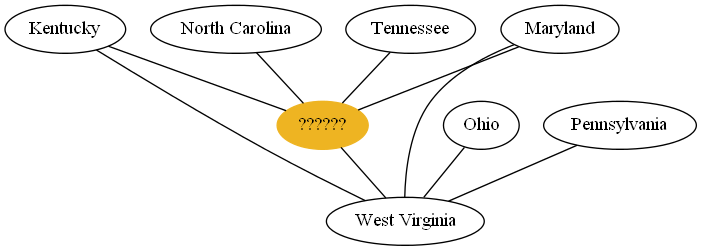 Kentucky
North Carolina
Tennessee
Maryland
??????
Ohio
Pennsylvania
West Virginia